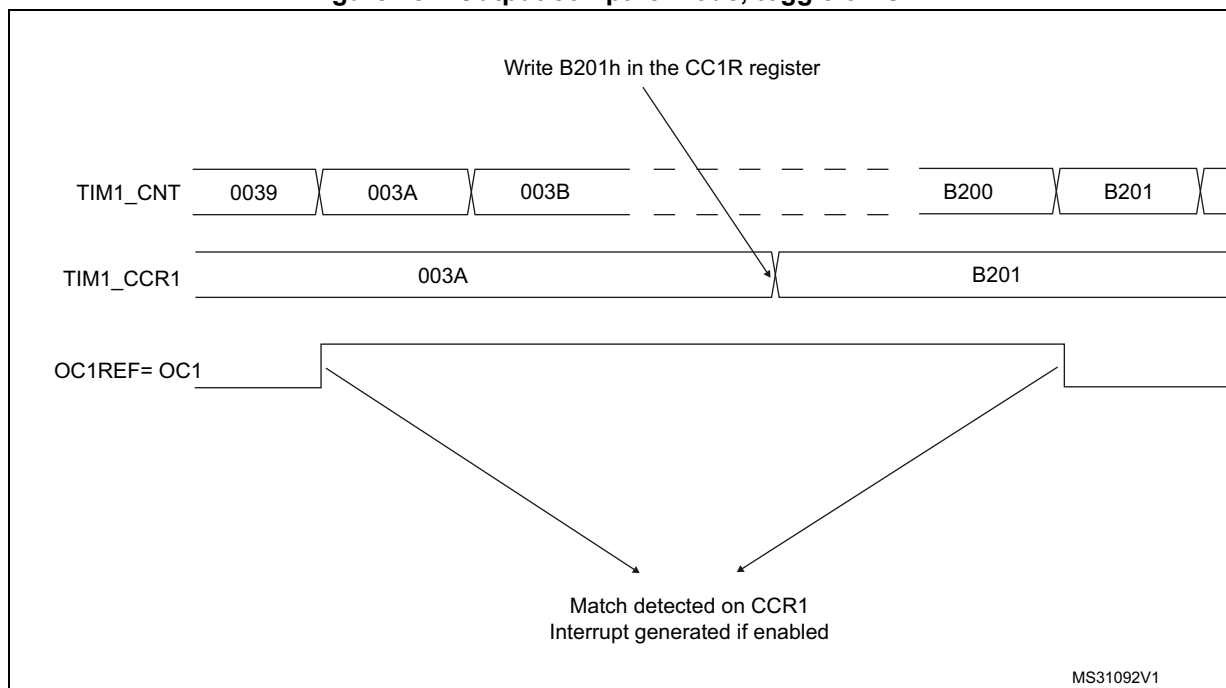 Write B201h in the CC1R register
TIM1_CNT 0039 003A 003B B200 B201
TIM1_CCR1 003A B201
OC1REF= OC1
Match detected on CCR1
Interrupt generated if enabled
MS31092V1